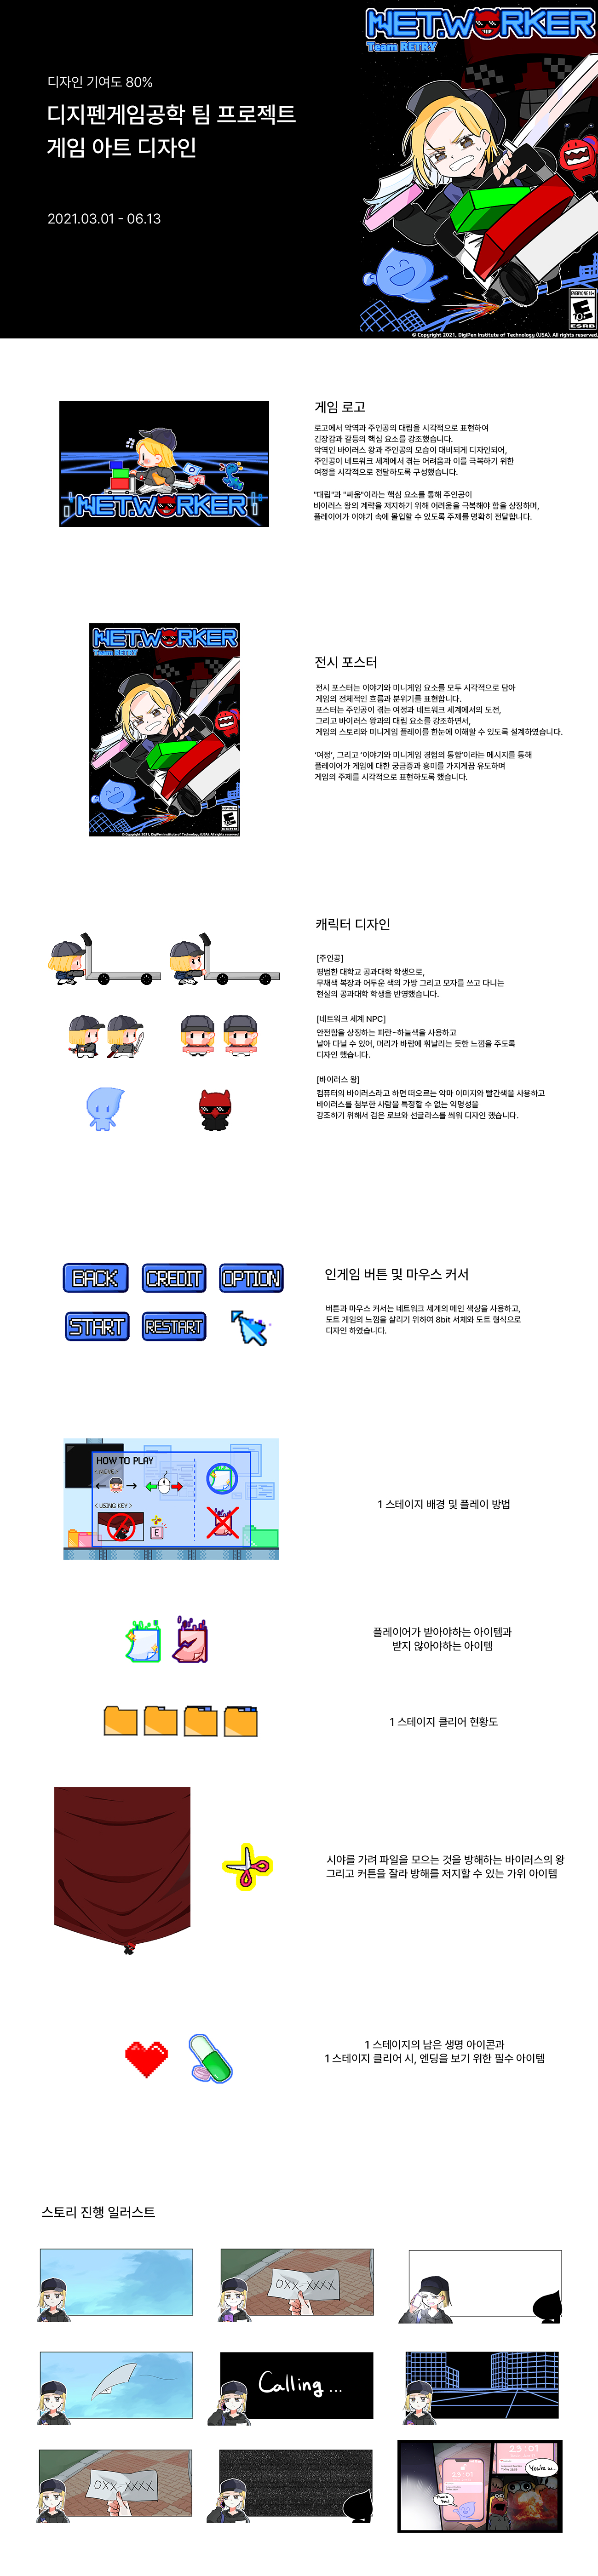 NET.WORKER
Team RETRY
디자인 기여도 80%
디지펜게임공학 팀 프로젝트
게임 아트 디자인
2021.03.01 - 06.13
EVERYONE 10+
E
10+
ESRB
© Copyright 2021, DigiPen Institute of Technology (USA). All rights reserved.
게임 로고
로고에서 악역과 주인공의 대립을 시각적으로 표현하여
긴장감과 갈등의 핵심 요소를 강조했습니다.
악역인 바이러스 왕과 주인공의 모습이 대비되게 디자인되어,
주인공이 네트워크 세계에서 겪는 어려움과 이를 극복하기 위한
여정을 시각적으로 전달하도록 구성했습니다.
"대립"과 "싸움"이라는 핵심 요소를 통해 주인공이
바이러스 왕의 계략을 저지하기 위해 어려움을 극복해야 함을 상징하며,
플레이어가 이야기 속에 몰입할 수 있도록 주제를 명확히 전달합니다.
NET.WORKER
NET.WORKER
Team RETRY
E
ESRB
© Copyright 2021, DigiPen Institute of Technology (USA). All rights reserved.
전시 포스터
전시 포스터는 이야기와 미니게임 요소를 모두 시각적으로 담아
게임의 전체적인 흐름과 분위기를 표현합니다.
포스터는 주인공이 겪는 여정과 네트워크 세계에서의 도전,
그리고 바이러스 왕과의 대립 요소를 강조하면서,
게임의 스토리와 미니게임 플레이를 한눈에 이해할 수 있도록 설계하였습니다.
'여정', 그리고 '이야기와 미니게임 경험의 통합'이라는 메시지를 통해
플레이어가 게임에 대한 궁금증과 흥미를 가지게끔 유도하며
게임의 주제를 시각적으로 표현하도록 했습니다.
캐릭터 디자인
[주인공]
평범한 대학교 공과대학 학생으로,
무채색 복장과 어두운 색의 가방 그리고 모자를 쓰고 다니는
현실의 공과대학 학생을 반영했습니다.
[네트워크 세계 NPC]
안전함을 상징하는 파란~하늘색을 사용하고
날아 다닐 수 있어, 머리가 바람에 휘날리는 듯한 느낌을 주도록
디자인 했습니다.
[바이러스 왕]
컴퓨터의 바이러스라고 하면 떠오르는 악마 이미지와 빨간색을 사용하고
바이러스를 첨부한 사람을 특정할 수 없는 익명성을
강조하기 위해서 검은 로브와 선글라스를 씌워 디자인 했습니다.
BACK
CREDIT
OPTION
START
RESTART
인게임 버튼 및 마우스 커서
버튼과 마우스 커서는 네트워크 세계의 메인 색상을 사용하고,
도트 게임의 느낌을 살리기 위하여 8bit 서체와 도트 형식으로
디자인 하였습니다.
HOW TO PLAY
<MOVE>
<USING KEY>
E
1 스테이지 배경 및 플레이 방법
플레이어가 받아야하는 아이템과
받지 않아야하는 아이템
1 스테이지 클리어 현황도
시야를 가려 파일을 모으는 것을 방해하는 바이러스의 왕
그리고 커튼을 잘라 방해를 저지할 수 있는 가위 아이템
1 스테이지의 남은 생명 아이콘과
1 스테이지 클리어 시, 엔딩을 보기 위한 필수 아이템
스토리 진행 일러스트
OXX-XXXX
Calling ...
OXX-XXXX
23:01
23:01
Thank you!
You're w...